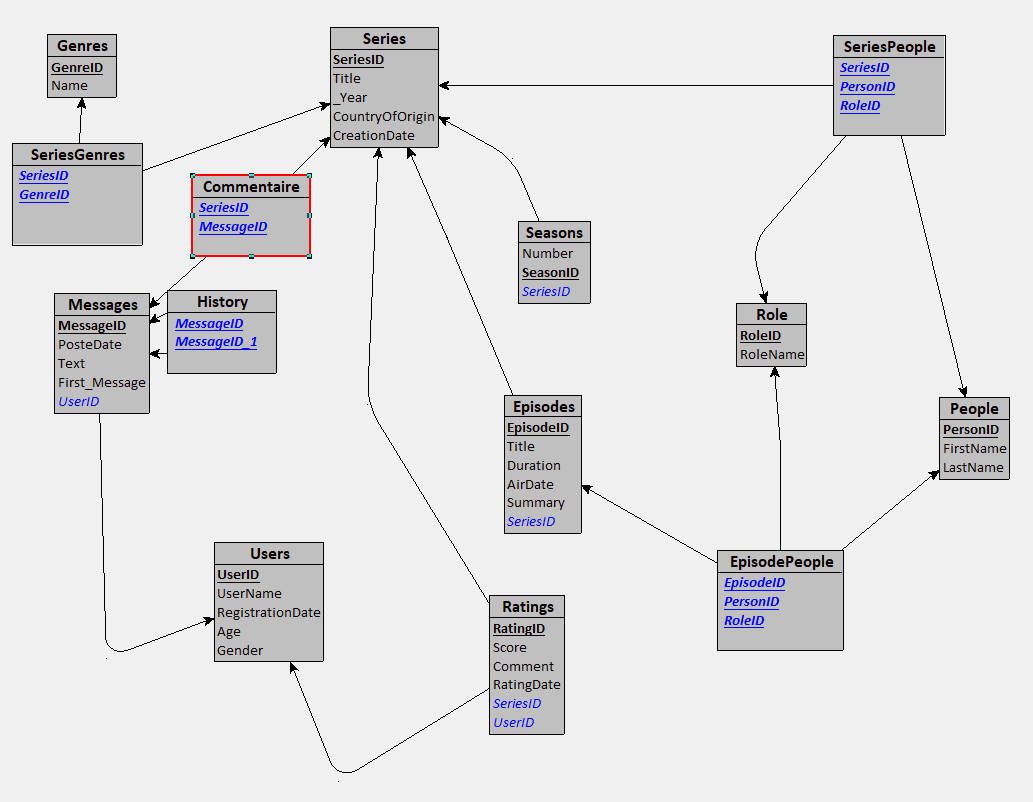 Genres
GenreID
Name
Series
SeriesID
Title
_Year
CountryOfOrigin
CreationDate
SeriesPeople
SeriesID
PersonID
RoleID
SeriesGenres
SeriesID
GenreID
Commentaire
SeriesID
MessageID
Seasons
Number
SeasonID
SeriesID
Messages
MessageID
PosteDate
Text
First_Message
UserID
History
MessageID
MessageID_1
Role
RoleID
RoleName
Episodes
EpisodeID
Title
Duration
AirDate
Summary
SeriesID
People
PersonID
FirstName
LastName
Users
UserID
UserName
RegistrationDate
Age
Gender
Ratings
RatingID
Score
Comment
RatingDate
SeriesID
UserID
EpisodePeople
EpisodeID
PersonID
RoleID